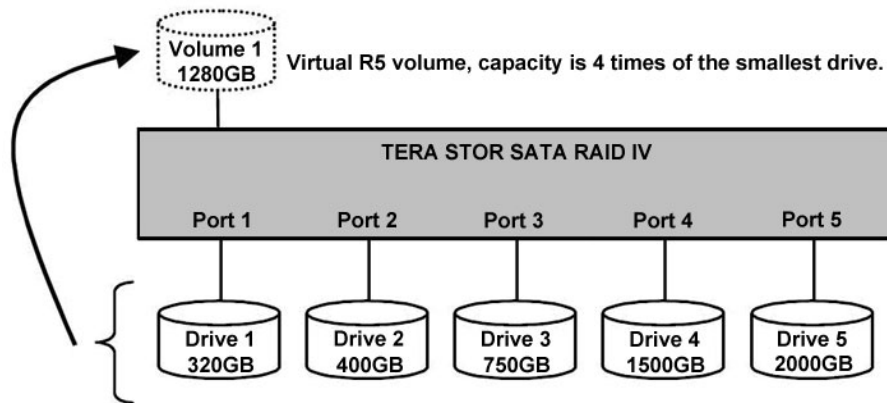 Volume 1
1280GB
Virtual R5 volume, capacity is 4 times of the smallest drive.
TERA STOR SATA RAID IV
Port 1 Port 2 Port 3 Port 4 Port 5
Drive 1 Drive 2 Drive 3 Drive 4 Drive 5
320GB 400GB 750GB 1500GB 2000GB